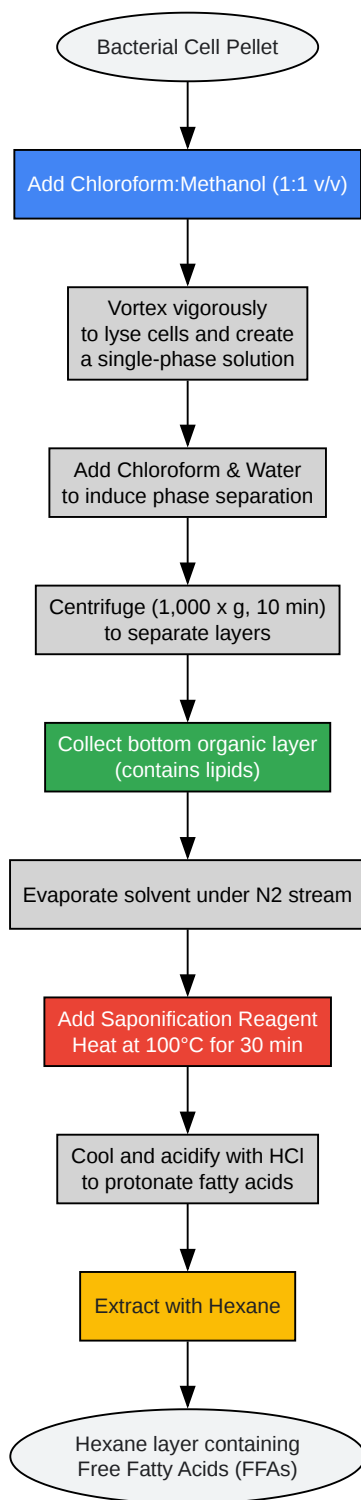 Bacterial Cell Pellet
Add Chloroform:Methanol (1:1 v/v)
Vortex vigorously
to lyse cells and create
a single-phase solution
Add Chloroform & Water
to induce phase separation
Centrifuge (1,000 x g, 10 min)
to separate layers
Collect bottom organic layer
(contains lipids)
Evaporate solvent under N2 stream
Add Saponification Reagent
Heat at 100°C for 30 min
Cool and acidify with HCl
to protonate fatty acids
Extract with Hexane
Hexane layer containing
Free Fatty Acids (FFAs)